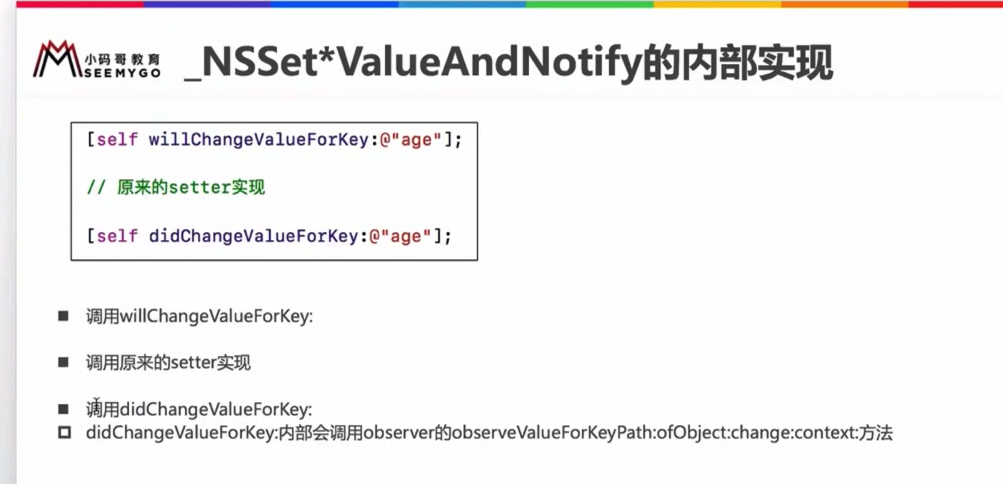 小码哥教育
SEEMYGO
_NSSet*ValueAndNotify的内部实现
[self willChangeValueForKey:@"age"];
// 原来的setter实现
[self didChangeValueForKey:@"age"];
调用willChangeValueForKey:
调用原来的setter实现
调用didChangeValueForKey:
didChangeValueForKey:内部会调用observer的observeValueForKeyPath:ofObject:change:context:方法